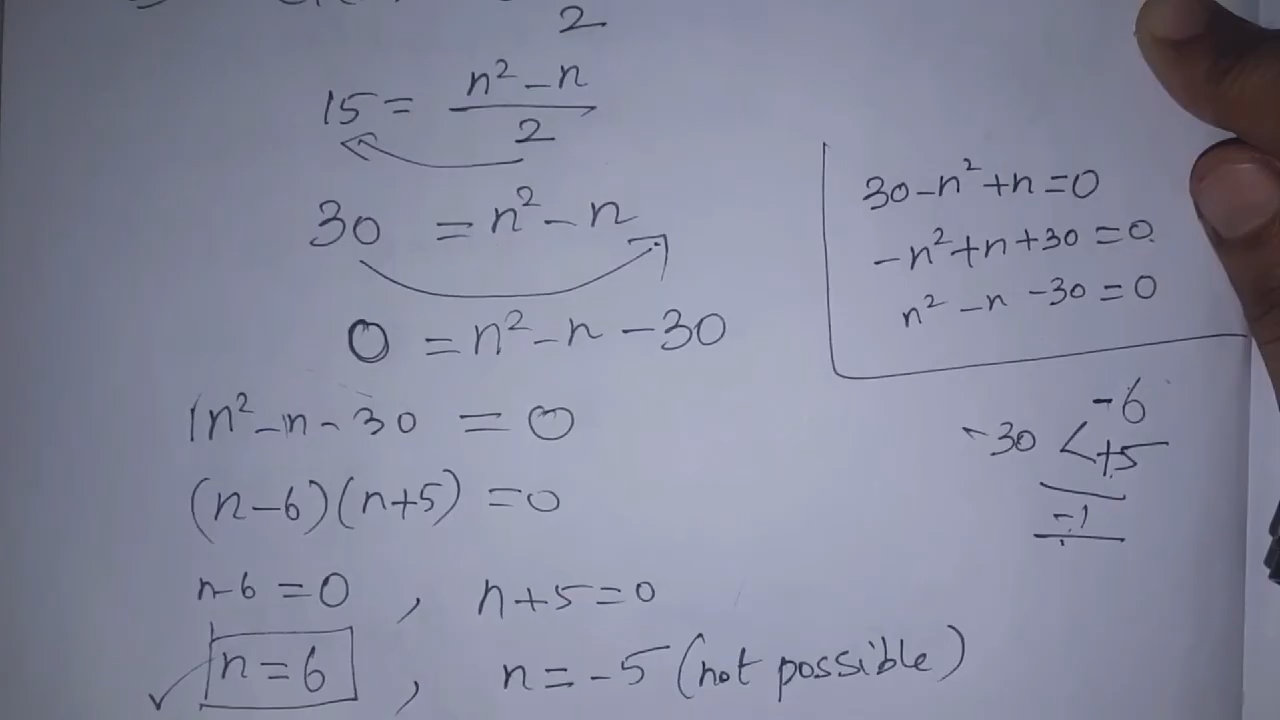 2
15 = n² - n
2
30 = n² - n
0 = n² - n - 30
1n² - n - 30 = 0
(n-6)(n+5) = 0
n-6 = 0 , n+5 = 0
n = 6 , n = -5 (not possible)
30 - n² + n = 0
-n² + n + 30 = 0
n² - n - 30 = 0
-6
-30 < +5
-1